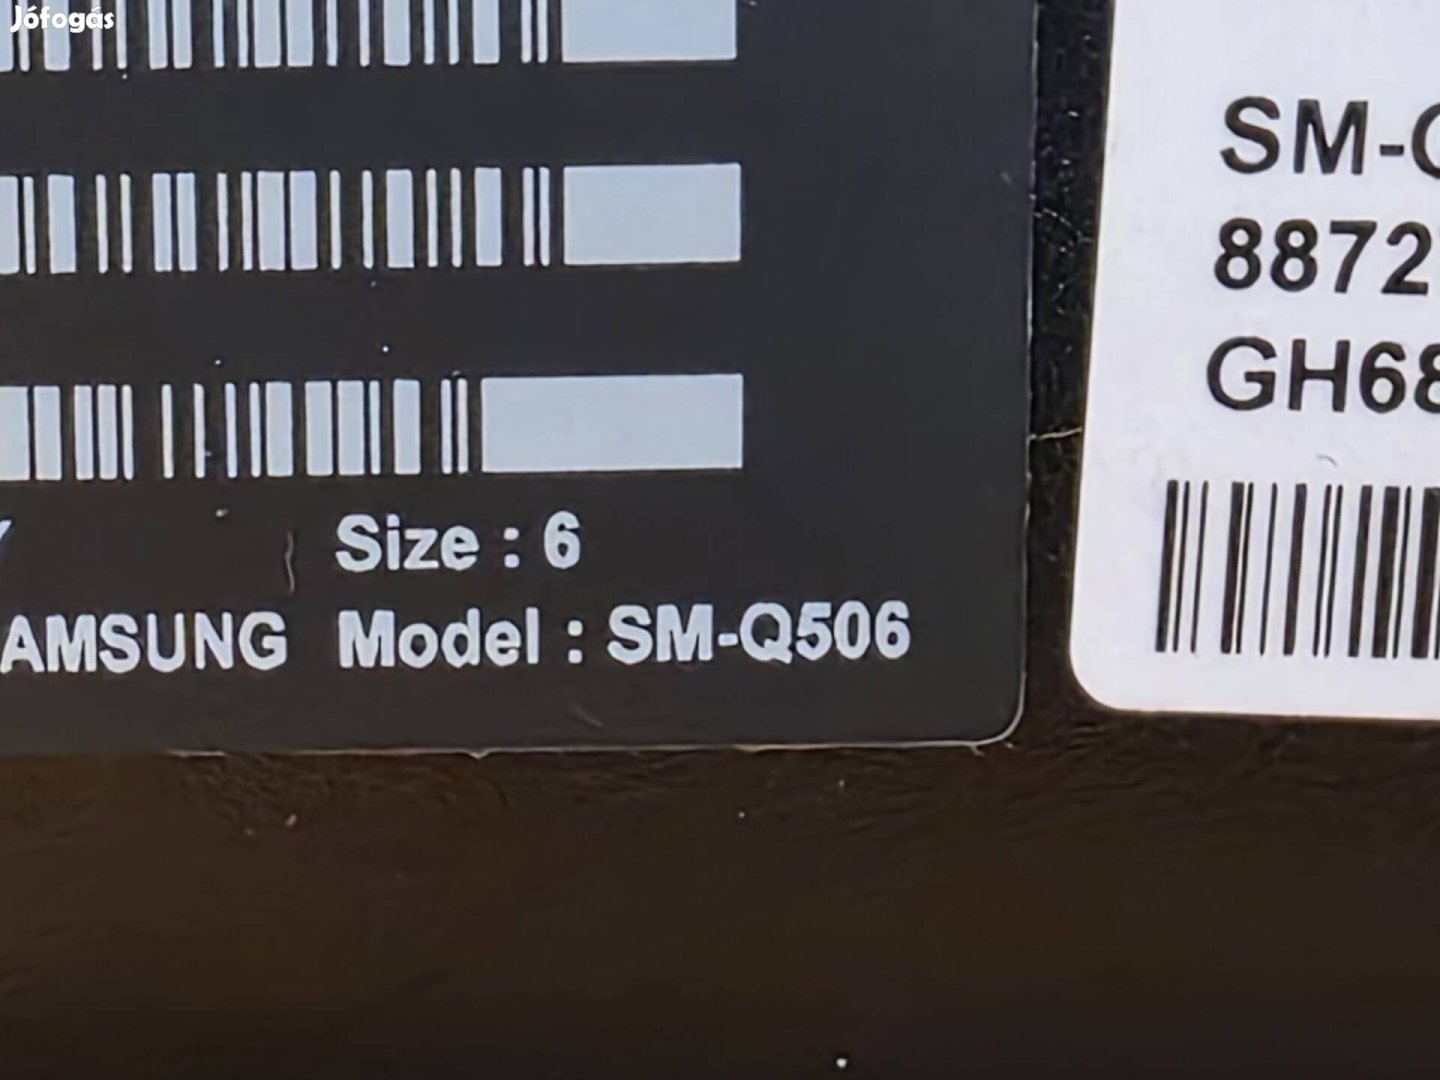 Jófogás
Size : 6
AMSUNG Model : SM-Q506
SM-
8872
GH68